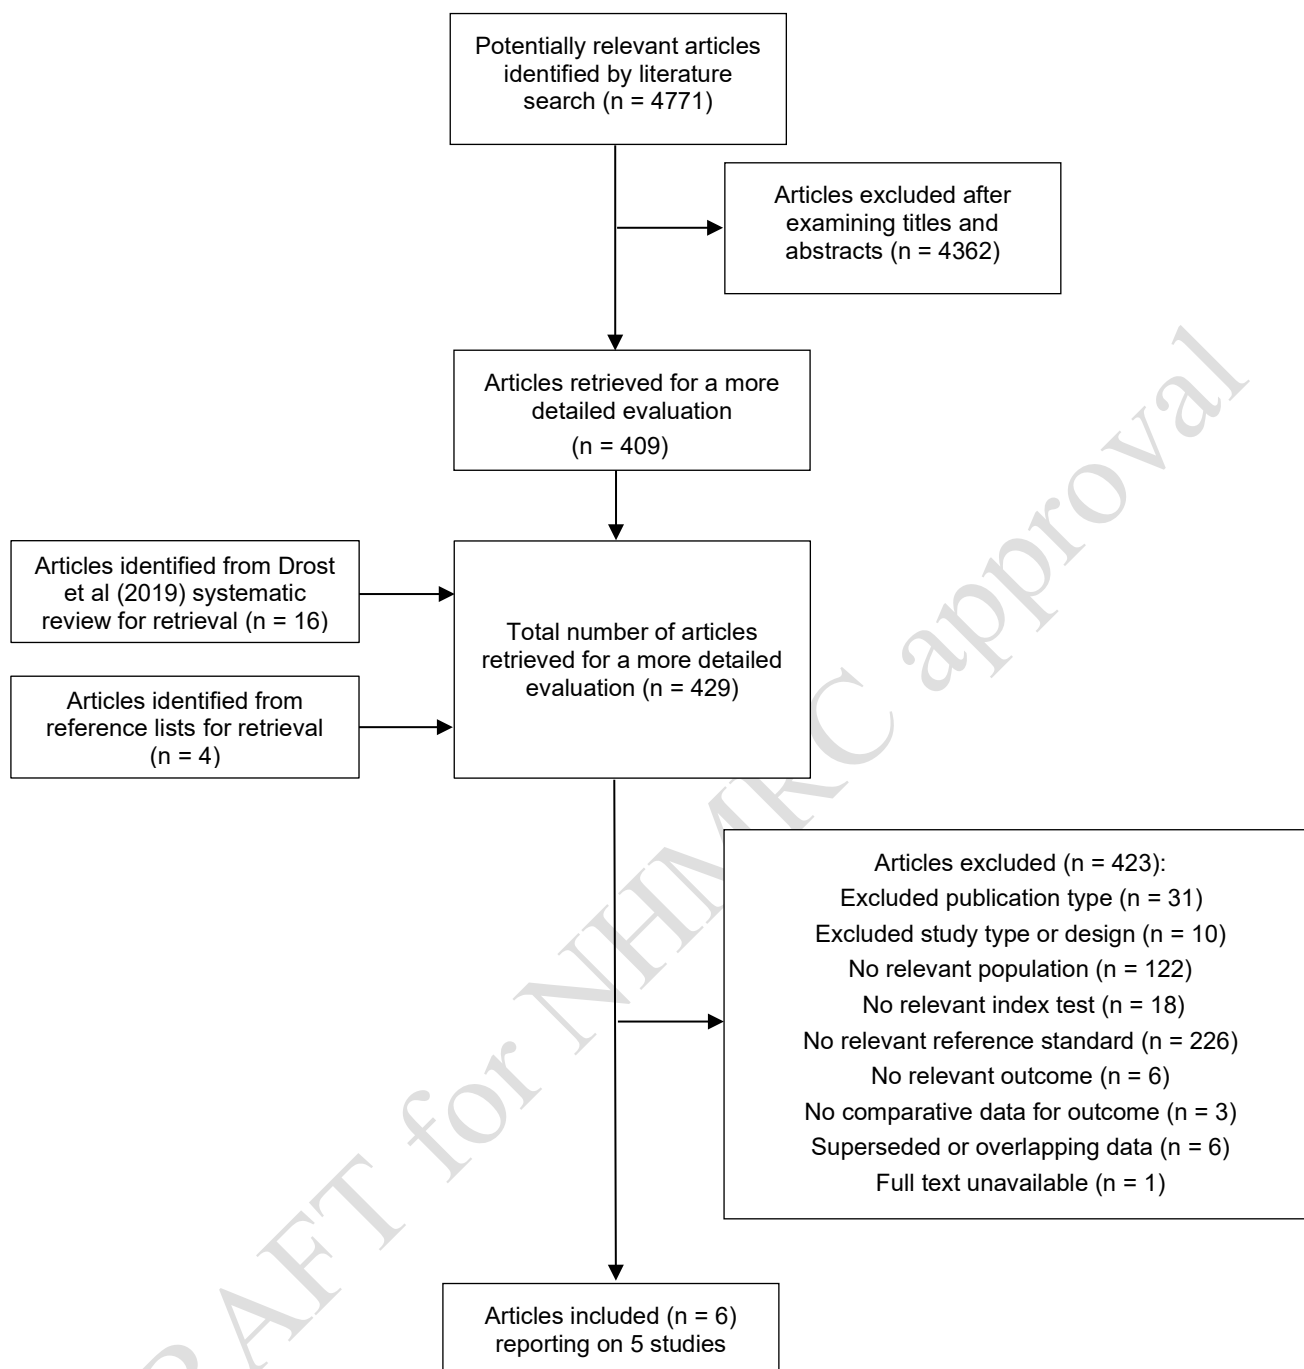 Potentially relevant articles
identified by literature
search (n = 4771)
Articles excluded after
examining titles and
abstracts (n = 4362)
Articles retrieved for a more
detailed evaluation
(n = 409)
Articles identified from Drost
et al (2019) systematic
review for retrieval (n = 16)
Total number of articles
retrieved for a more detailed
evaluation (n = 429)
Articles identified from
reference lists for retrieval
(n = 4)
Articles excluded (n = 423):
Excluded publication type (n = 31)
Excluded study type or design (n = 10)
No relevant population (n = 122)
No relevant index test (n = 18)
No relevant reference standard (n = 226)
No relevant outcome (n = 6)
No comparative data for outcome (n = 3)
Superseded or overlapping data (n = 6)
Full text unavailable (n = 1)
Articles included (n = 6)
reporting on 5 studies
RAFT for NHMRC approval